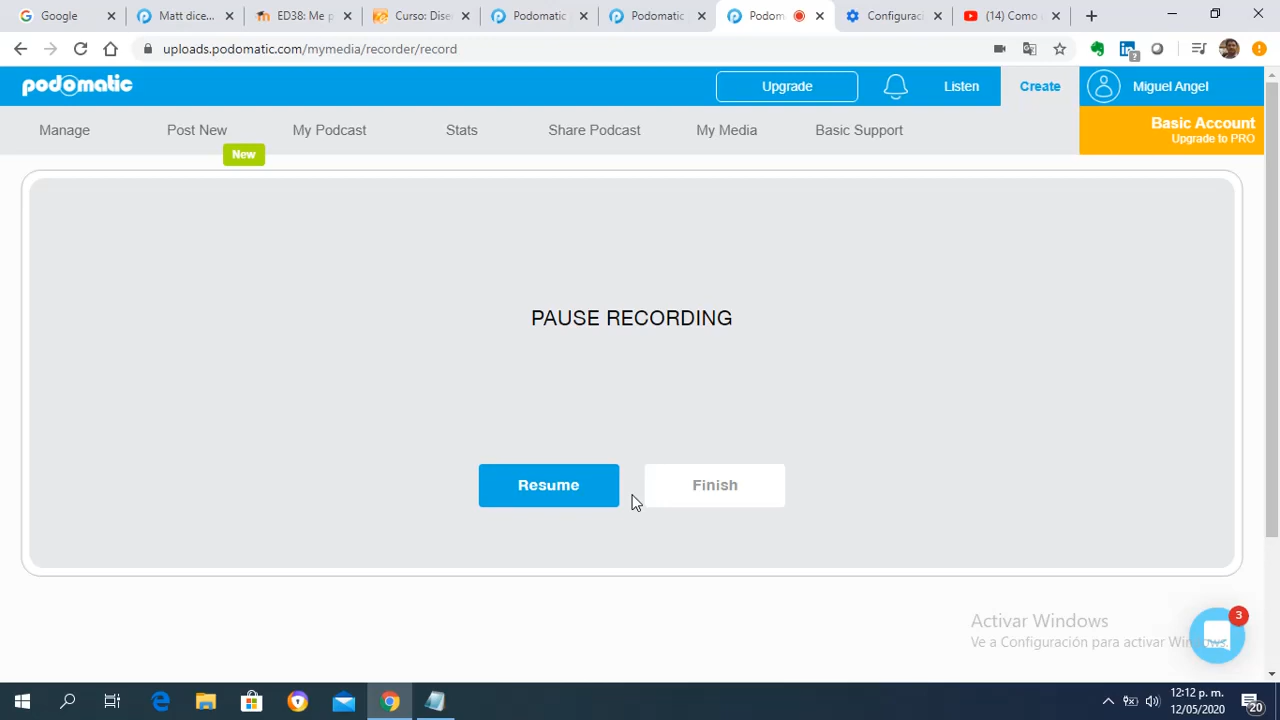 Google
Matt dice
ED38: Me p
Curso: Dise
Podomatic
Podomatic
Podom
Configuraci
(14) Como
uploads.podomatic.com/mymedia/recorder/record
podomatic
Upgrade
Listen
Create
Miguel Angel
Manage
Post New
My Podcast
Stats
Share Podcast
My Media
Basic Support
Basic Account
Upgrade to PRO
New
PAUSE RECORDING
Resume
Finish
Activar Windows
Ve a Configuración para activar Windows.
3
12:12 p. m.
12/05/2020
20